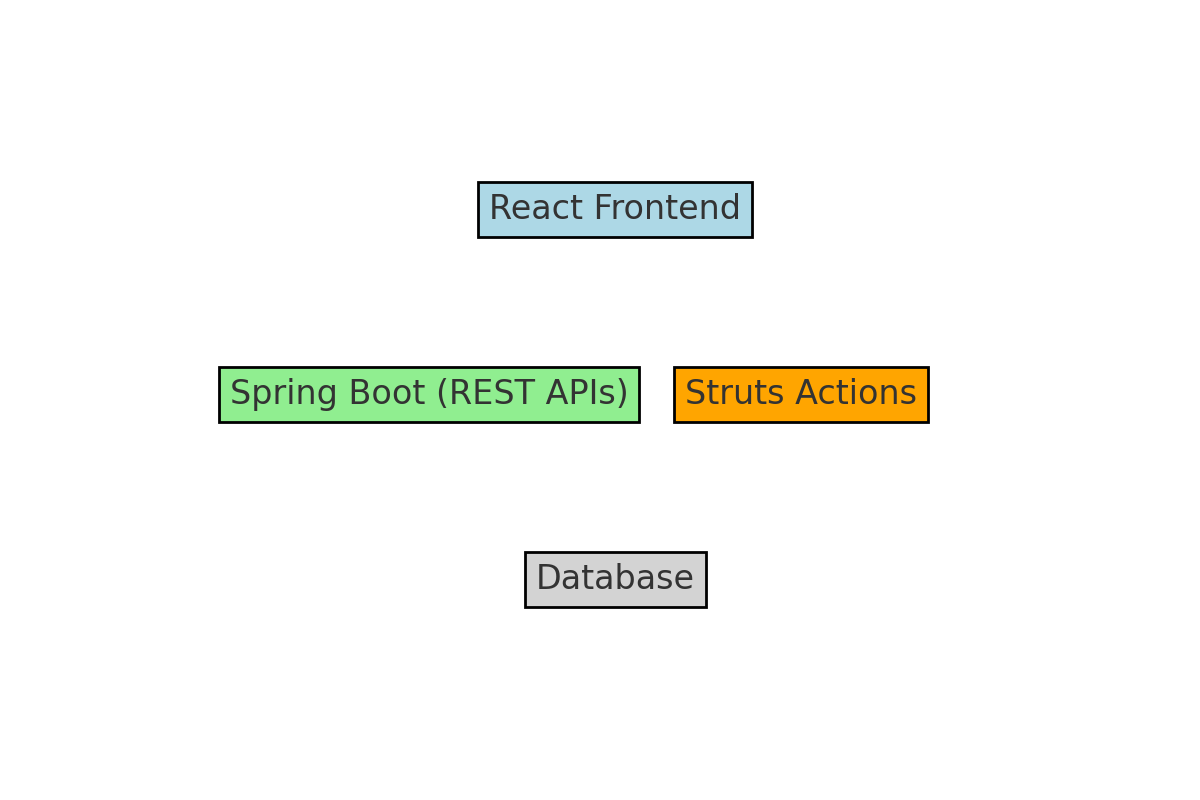 React Frontend
Spring Boot (REST APIs)
Struts Actions
Database